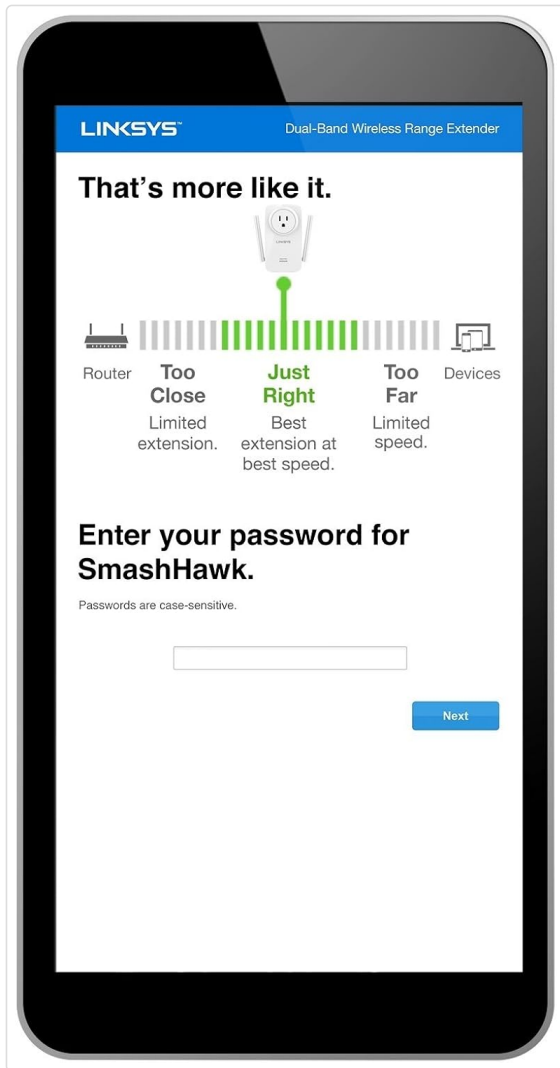 LINKSYS™
Dual-Band Wireless Range Extender
That's more like it.
Router
Too
Close
Limited
extension.
Just
Right
Best
extension at
best speed.
Too
Far
Limited
speed.
Devices
Enter your password for
SmashHawk.
Passwords are case-sensitive.
Next